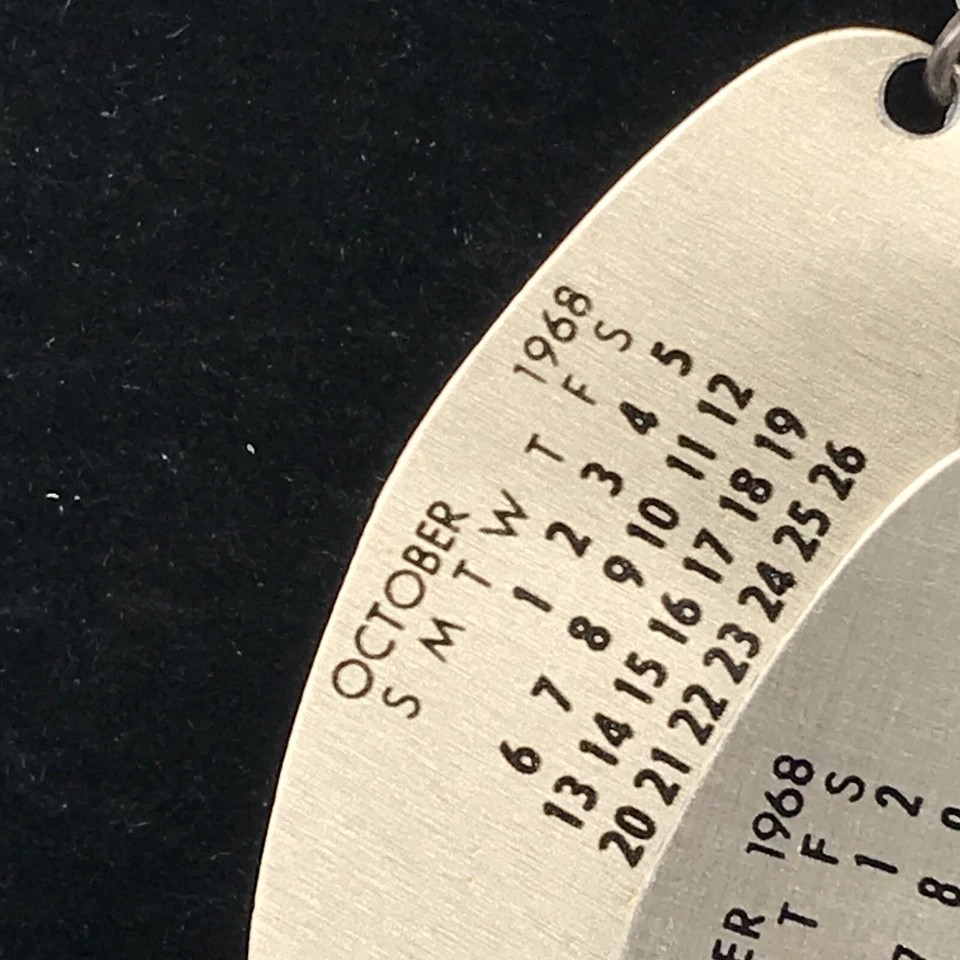 OCTOBER 1968
S M T W T F S
1 2 3 4 5
6 7 8 9 10 11 12
13 14 15 16 17 18 19
20 21 22 23 24 25 26
1968
T F S
1 2
8